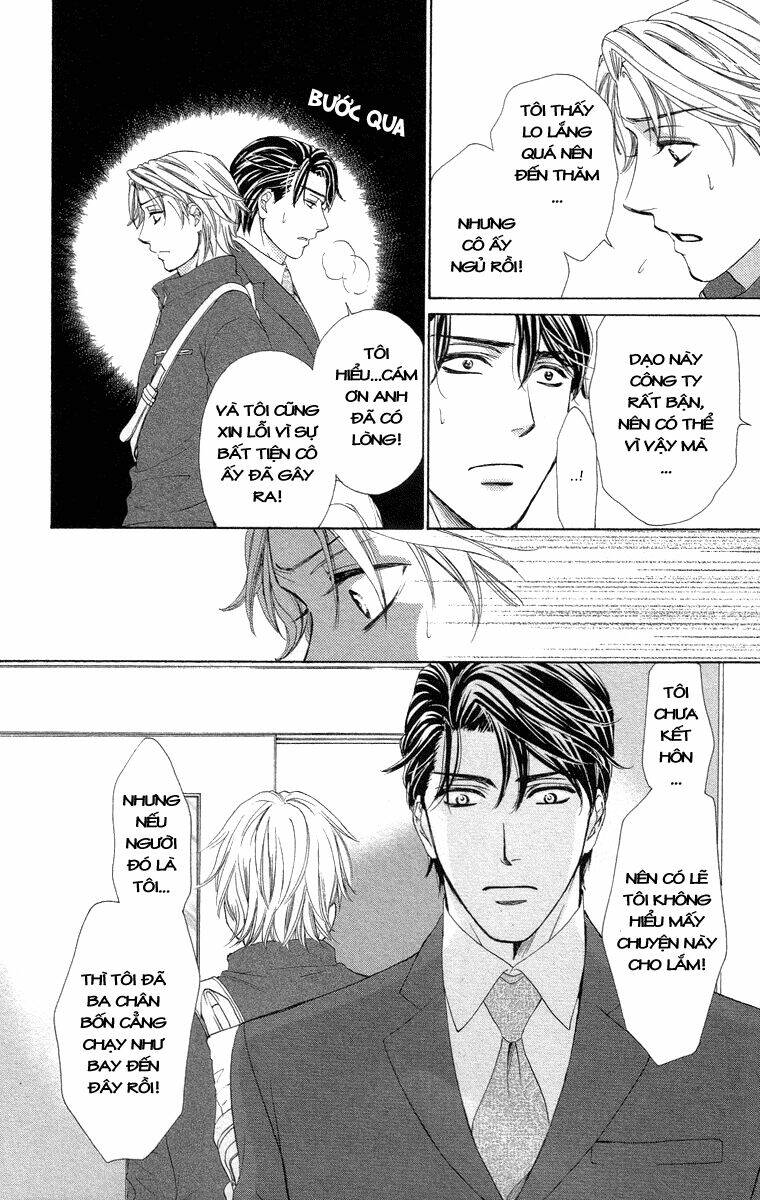 TÔI THẤY
LO LẮNG
QUÁ NÊN
ĐẾN THĂM
...
NHƯNG
CÔ ẤY
NGỦ RỒI!
DẠO NÀY
CÔNG TY
RẤT BẬN,
NÊN CÓ THỂ
VÌ VẬY MÀ
...
..!
BƯỚC QUA
TÔI
HIỂU...CÁM
ƠN ANH
ĐÃ CÓ
LÒNG!
VÀ TÔI CŨNG
XIN LỖI VÌ SỰ
BẤT TIỆN CÔ
ẤY ĐÃ GÂY
RA!
TÔI
CHƯA
KẾT
HÔN
...
NÊN CÓ LẼ
TÔI KHÔNG
HIỂU MẤY
CHUYỆN NÀY
CHO LẮM!
NHƯNG
NẾU
NGƯỜI
ĐÓ LÀ
TÔI...
THÌ TÔI ĐÃ
BA CHÂN
BỐN CẲNG
CHẠY NHƯ
BAY ĐẾN
ĐÂY RỒI!